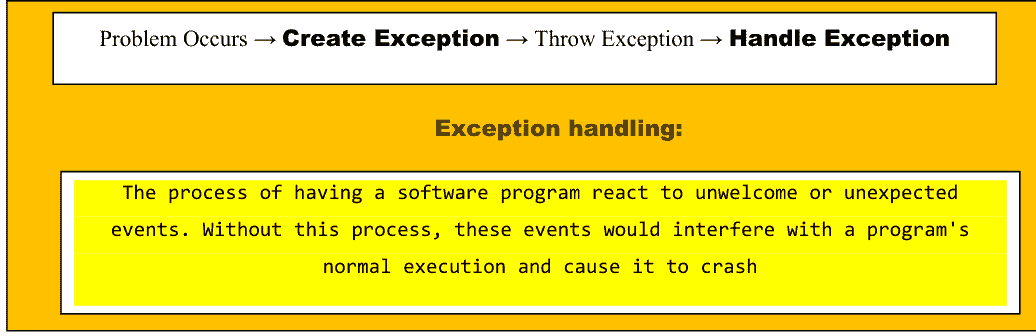 Problem Occurs → Create Exception → Throw Exception → Handle Exception
Exception handling:
The process of having a software program react to unwelcome or unexpected
events. Without this process, these events would interfere with a program's
normal execution and cause it to crash